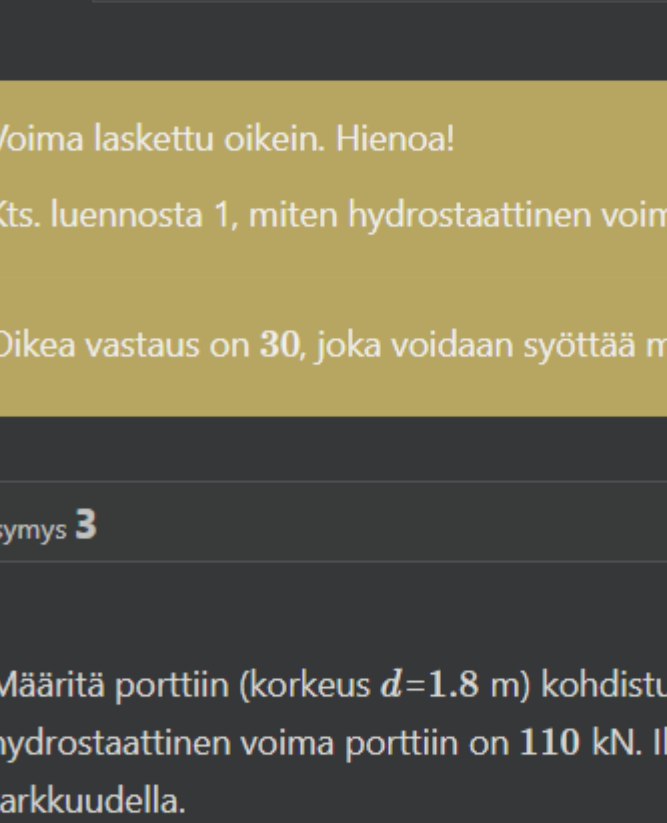 Voima laskettu oikein. Hienoa!
Kts. luennosta 1, miten hydrostaattinen voim
Oikea vastaus on 30, joka voidaan syöttää m
symys 3
Määritä porttiin (korkeus d=1.8 m) kohdistu
hydrostaattinen voima porttiin on 110 kN. Il
arkkuudella.